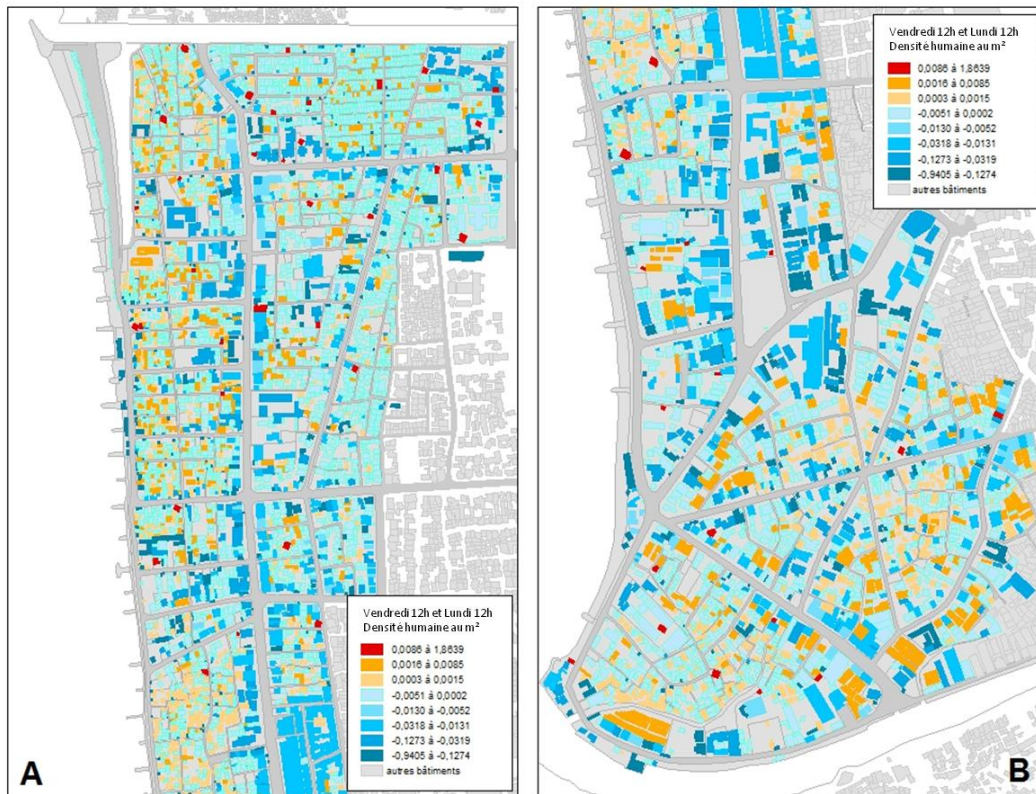 Vendredi 12h et Lundi 12h
Densité humaine au m²
0,0086 à 1,8639
0,0016 à 0,0085
0,0003 à 0,0015
-0,0051 à 0,0002
-0,0130 à -0,0052
-0,0318 à -0,0131
-0,1273 à -0,0319
-0,9405 à -0,1274
autres bâtiments
A
Vendredi 12h et Lundi 12h
Densité humaine au m²
0,0086 à 1,8639
0,0016 à 0,0085
0,0003 à 0,0015
-0,0051 à 0,0002
-0,0130 à -0,0052
-0,0318 à -0,0131
-0,1273 à -0,0319
-0,9405 à -0,1274
autres bâtiments
B